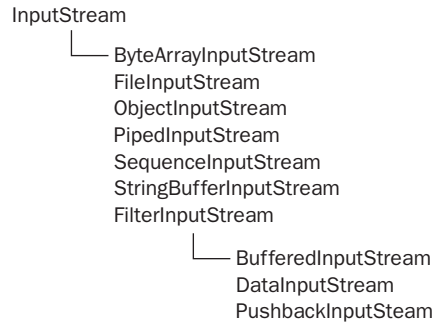 InputStream
ByteArrayInputStream
FileInputStream
ObjectInputStream
PipedInputStream
SequenceInputStream
StringBufferInputStream
FilterInputStream
BufferedInputStream
DataInputStream
PushbackInputSteam